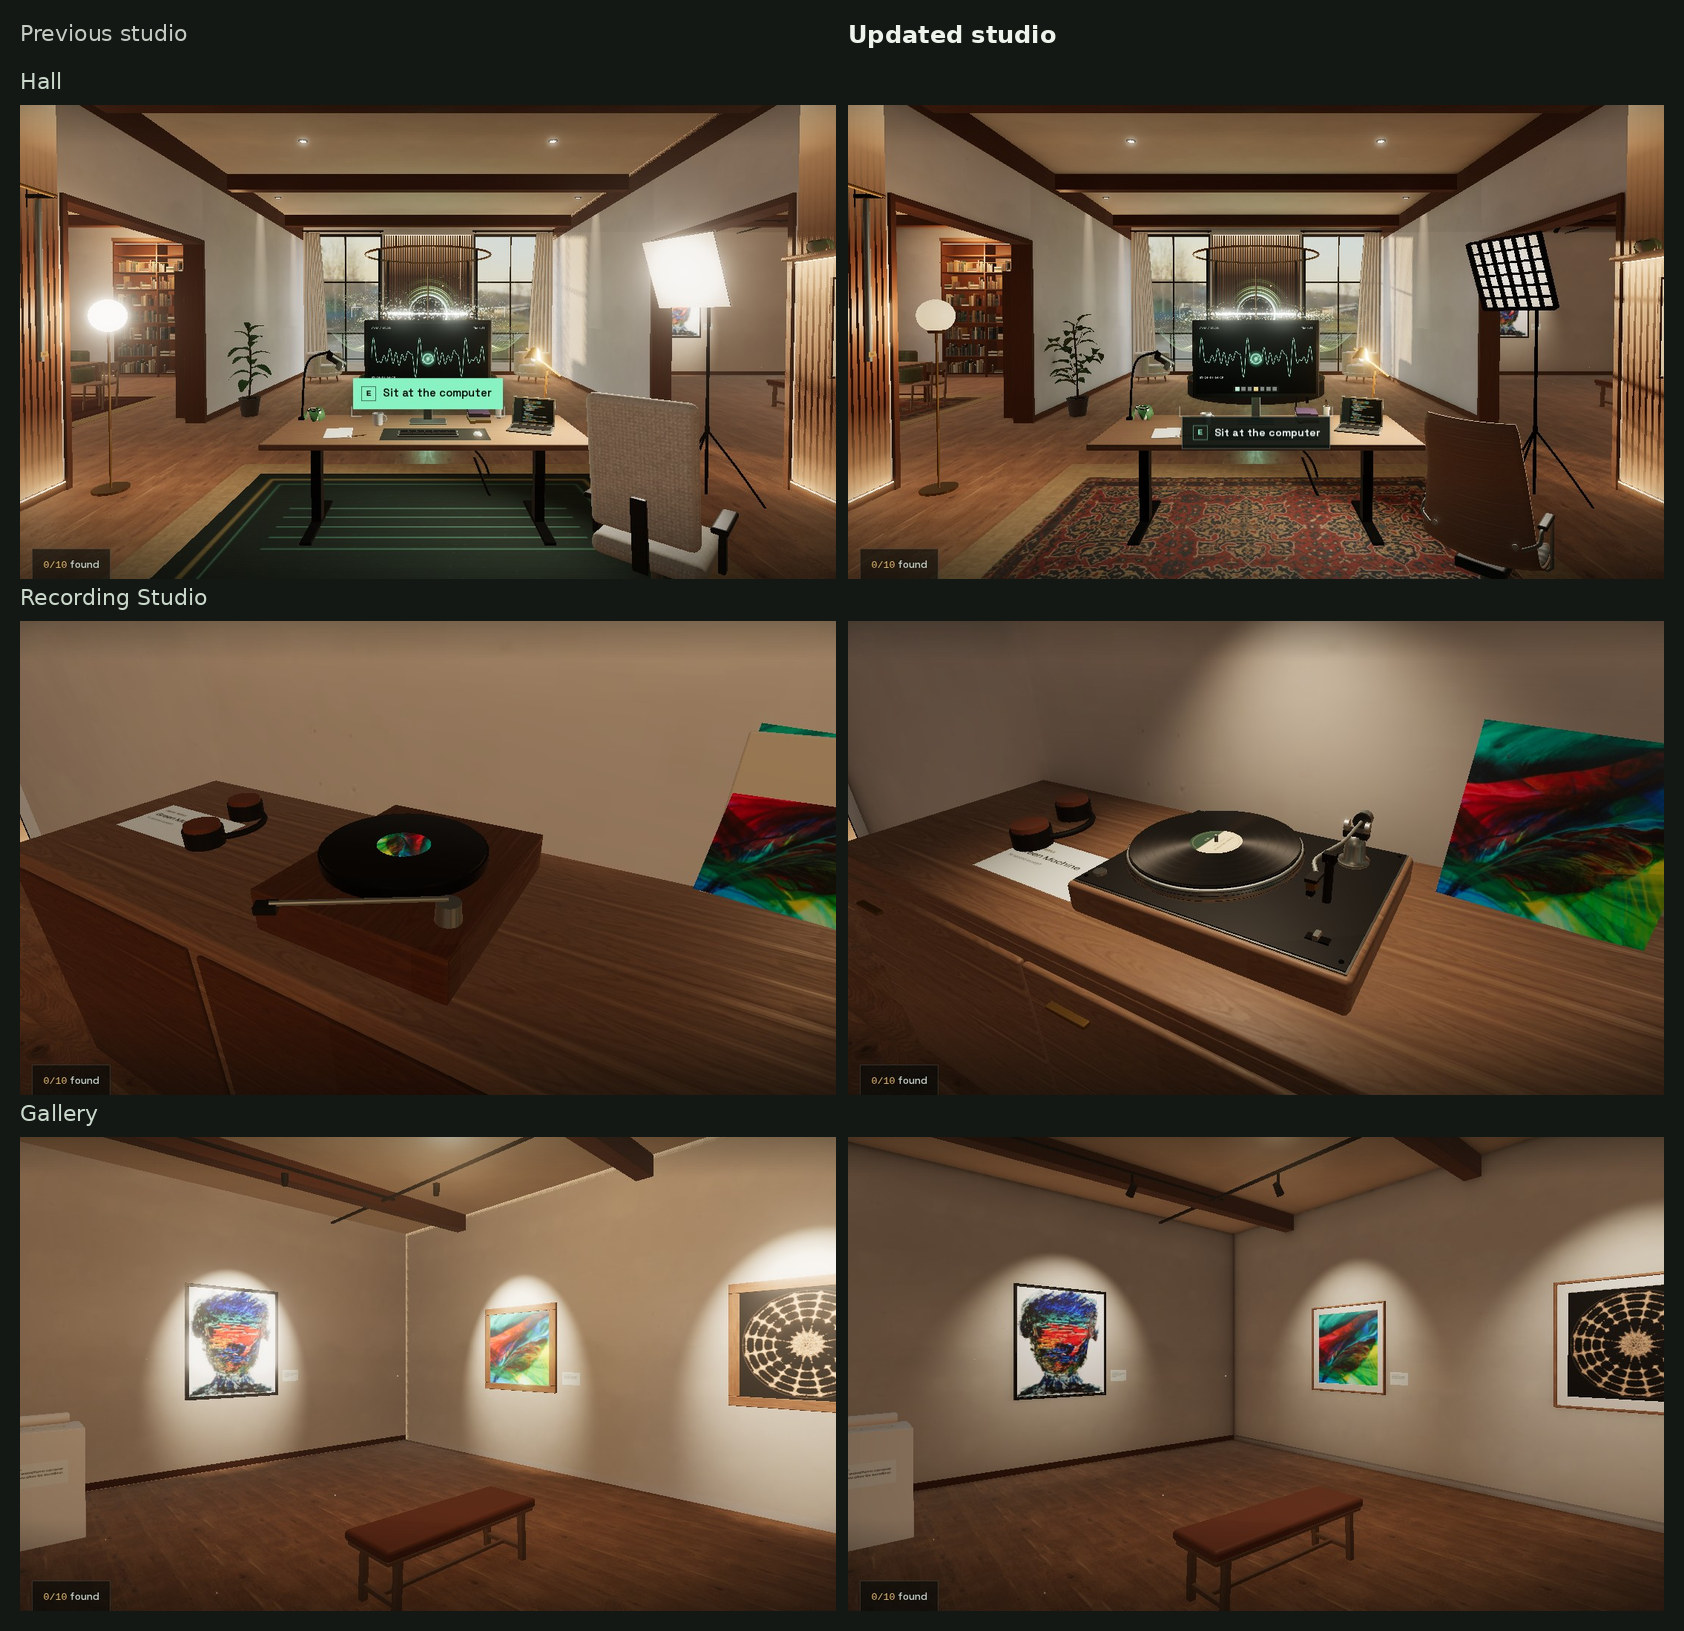 Previous studio
Updated studio
Hall
E Sit at the computer
0/10 found
E Sit at the computer
0/10 found
Recording Studio
0/10 found
Machine
0/10 found
Gallery
0/10 found
0/10 found